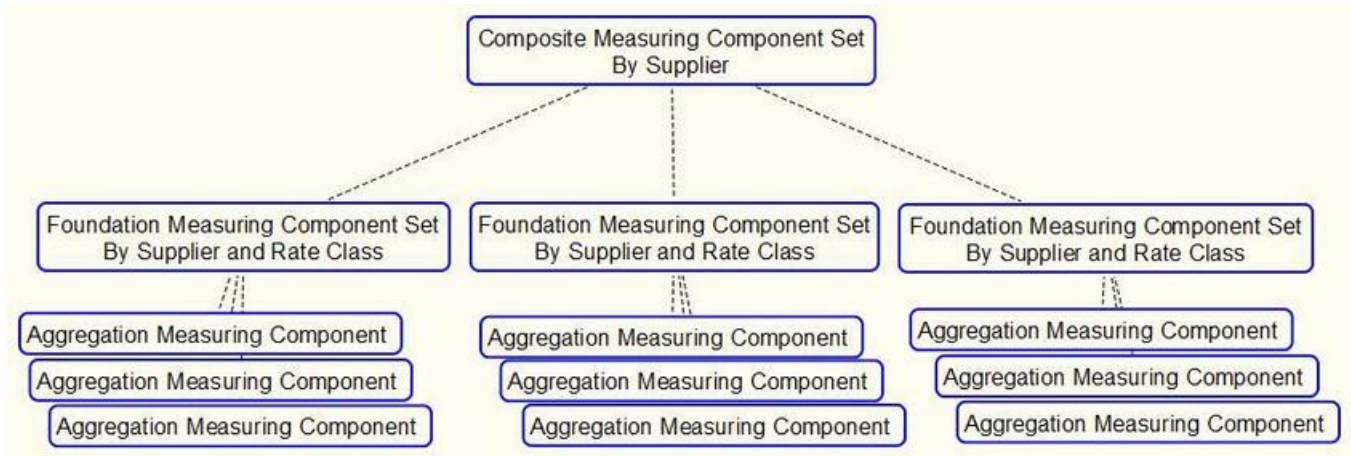 Composite Measuring Component Set
By Supplier
Foundation Measuring Component Set
By Supplier and Rate Class
Foundation Measuring Component Set
By Supplier and Rate Class
Foundation Measuring Component Set
By Supplier and Rate Class
Aggregation Measuring Component
Aggregation Measuring Component
Aggregation Measuring Component
Aggregation Measuring Component
Aggregation Measuring Component
Aggregation Measuring Component
Aggregation Measuring Component
Aggregation Measuring Component
Aggregation Measuring Component